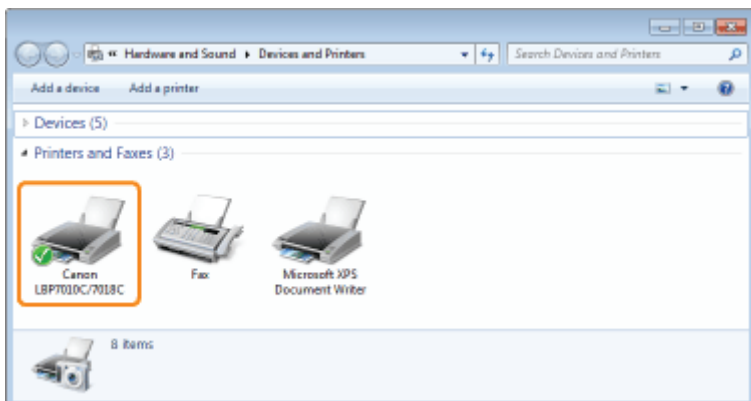 « Hardware and Sound ▸ Devices and Printers
Search Devices and Printers
Add a device Add a printer
Devices (5)
Printers and Faxes (3)
Canon
LBP7010C/7018C
Fax
Microsoft XPS
Document Writer
8 items